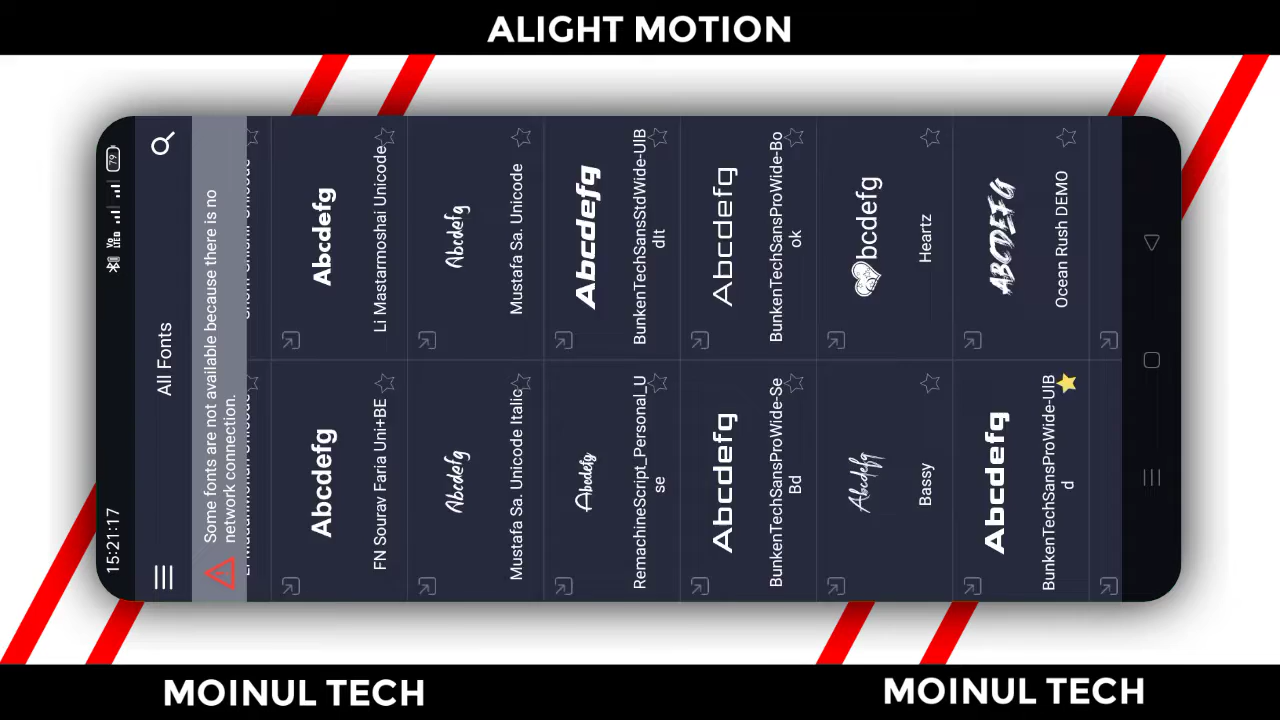 ALIGHT MOTION
15:21:17
79
All Fonts
Some fonts are not available because there is no
network connection.
Abcdefg
FN Sourav Faria Uni+BE
Abcdefg
Li Mastarmoshai Unicode
Abcdefg
Mustafa Sa. Unicode Italic
Abcdefg
Mustafa Sa. Unicode
Abcdefg
RemachineScript_Personal_U
se
Abcdefg
BunkenTechSansStdWide-UlB
dIt
Abcdefg
BunkenTechSansProWide-Se
Bd
Abcdefg
BunkenTechSansProWide-Bo
ok
Abcdefg
Bassy
bcdefg
Heartz
Abcdefg
BunkenTechSansProWide-UlB
d
ABCDEFG
Ocean Rush DEMO
MOINUL TECH
MOINUL TECH